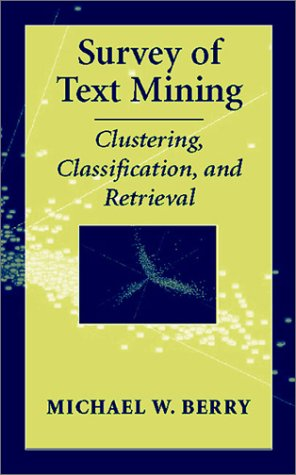 Survey of
Text Mining
Clustering,
Classification, and
Retrieval
MICHAEL W. BERRY